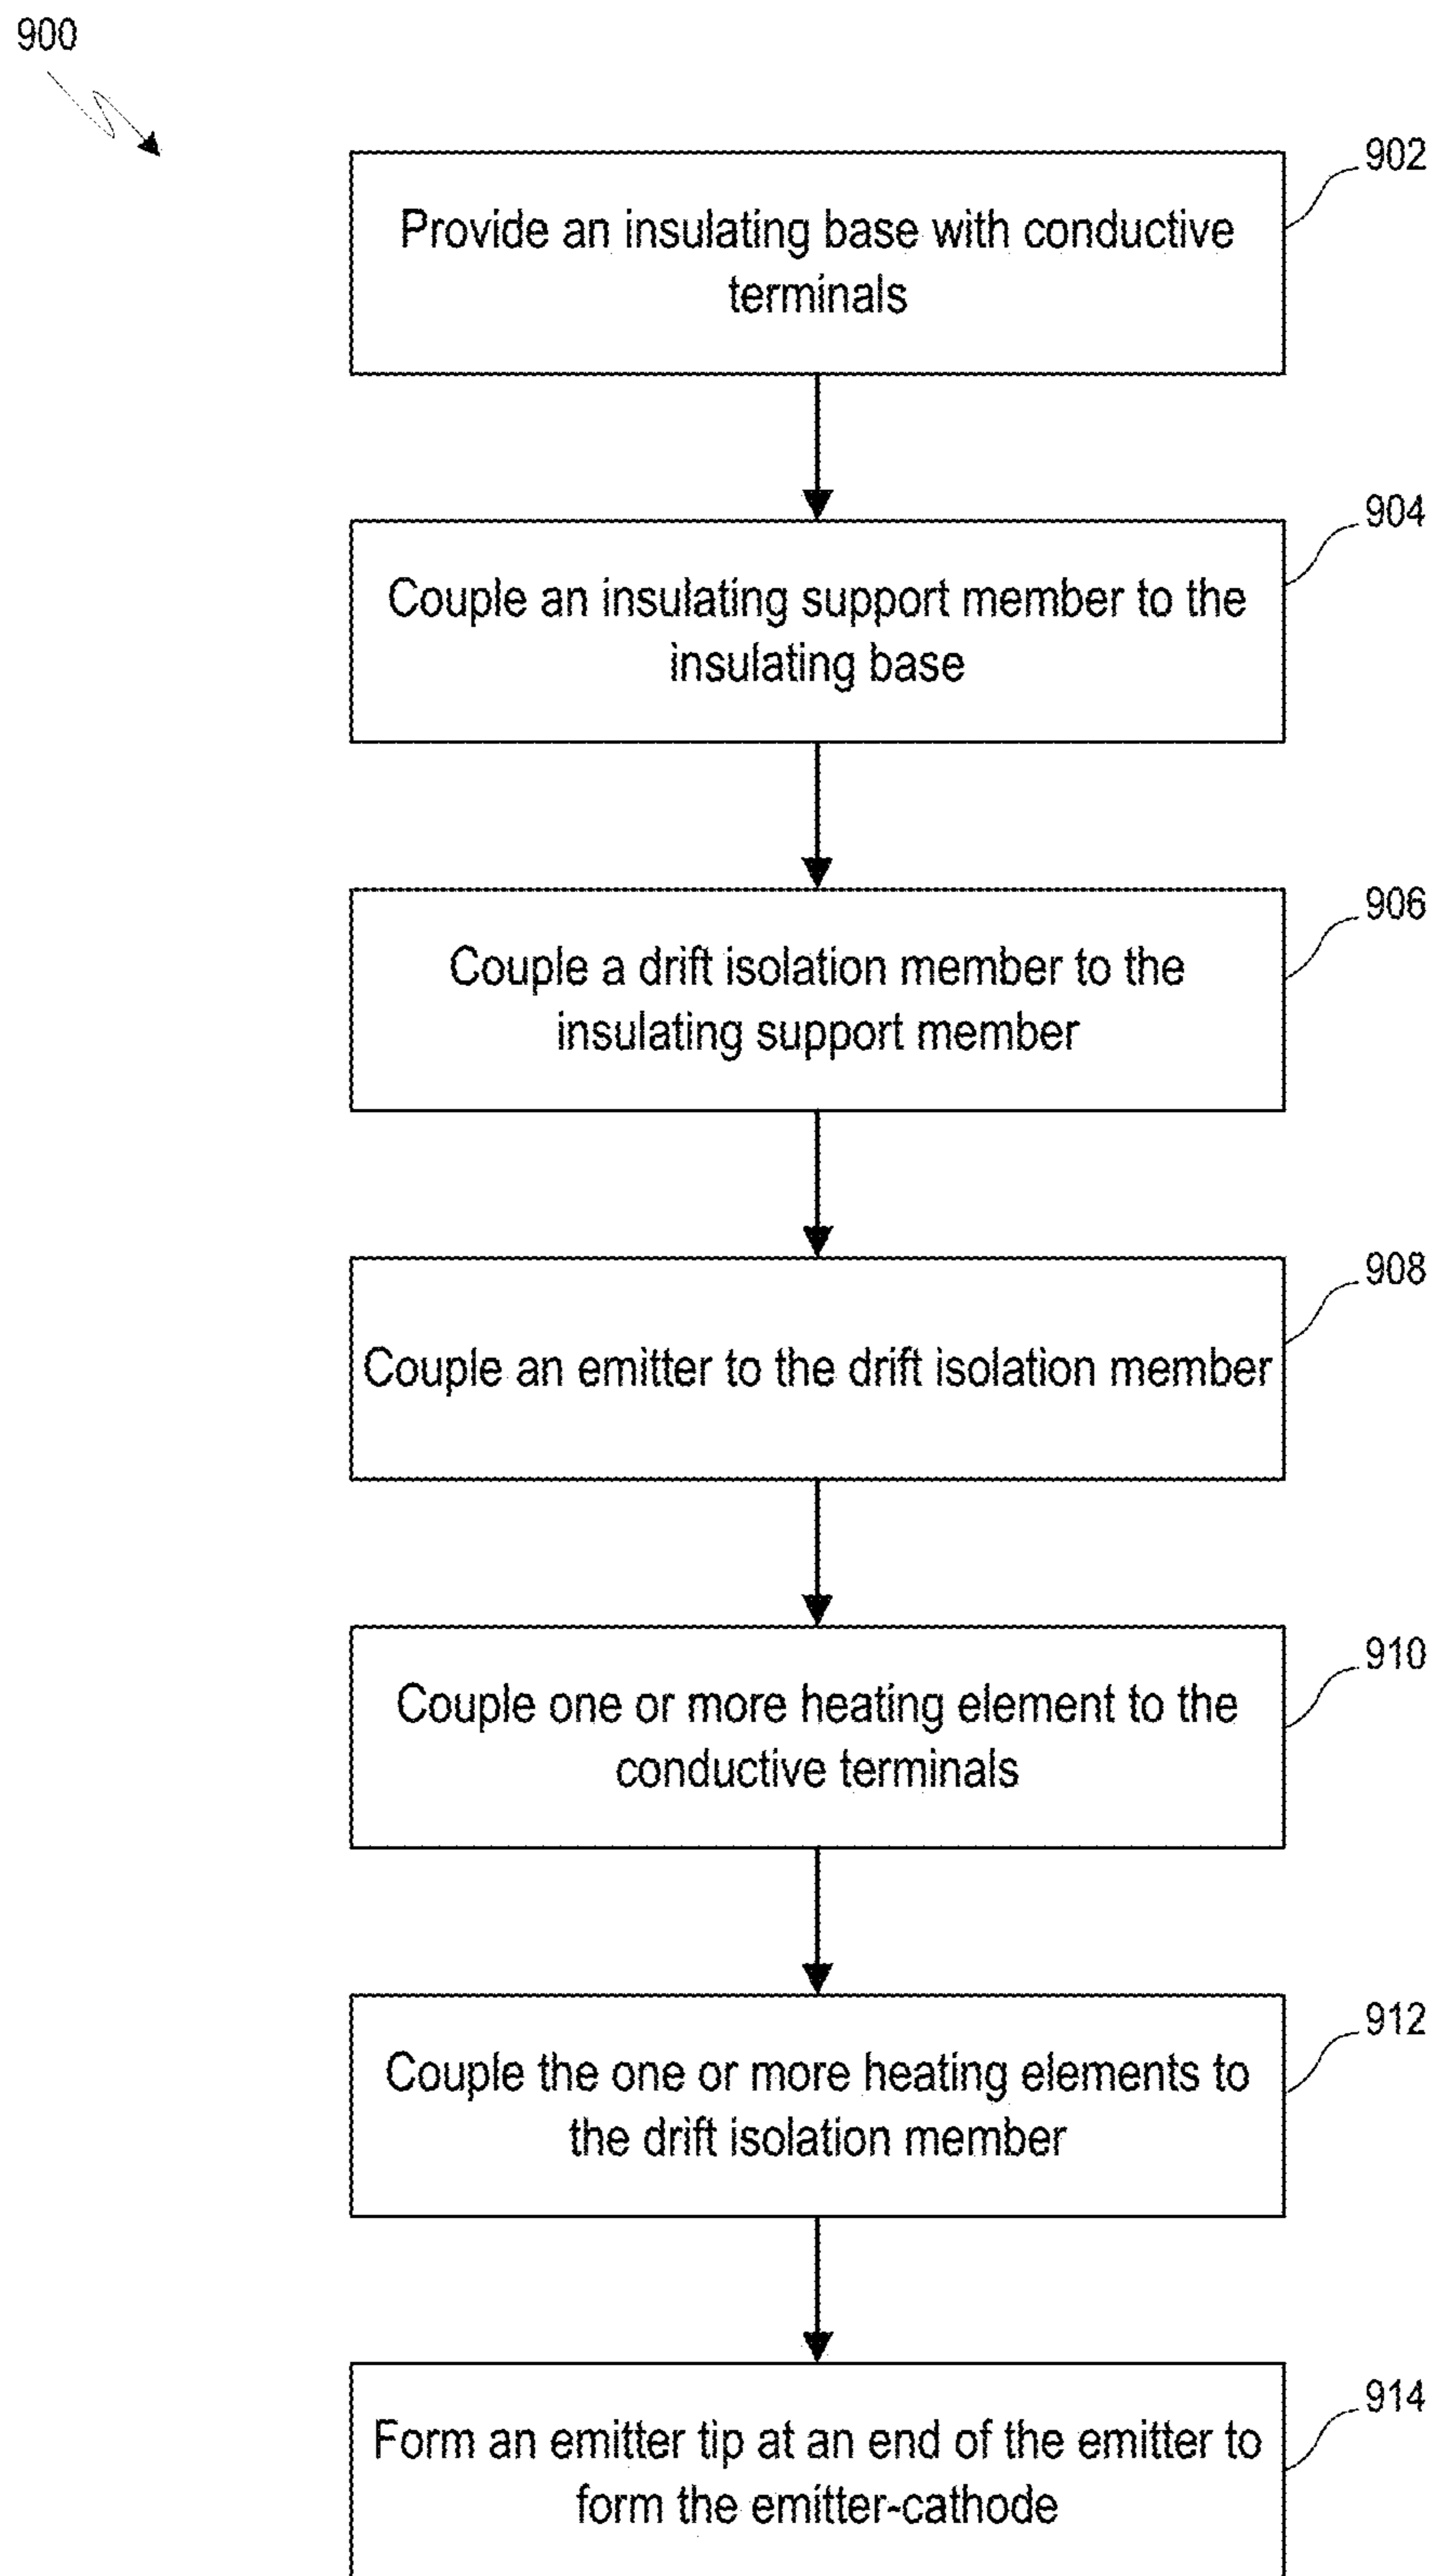 900
902
Provide an insulating base with conductive
terminals
904
Couple an insulating support member to the
insulating base
906
Couple a drift isolation member to the
insulating support member
908
Couple an emitter to the drift isolation member
910
Couple one or more heating element to the
conductive terminals
912
Couple the one or more heating elements to
the drift isolation member
914
Form an emitter tip at an end of the emitter to
form the emitter-cathode